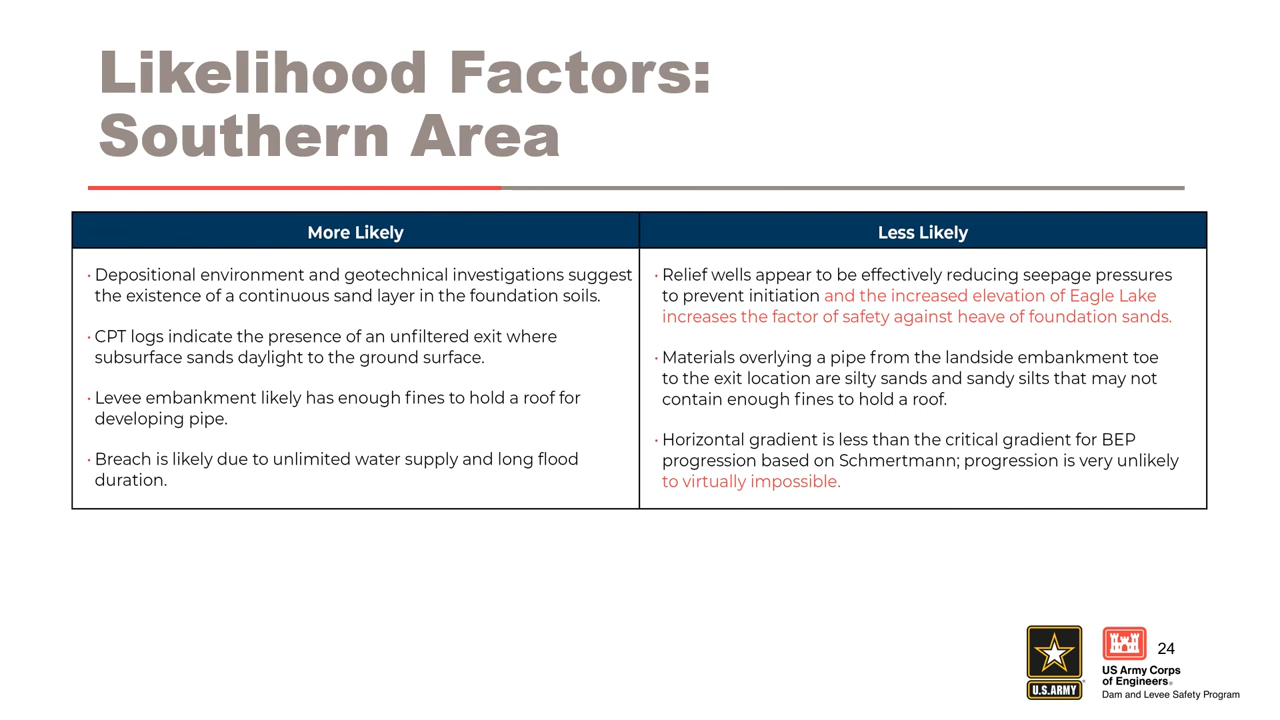 Likelihood Factors:
Southern Area
More Likely
Less Likely
· Depositional environment and geotechnical investigations suggest
the existence of a continuous sand layer in the foundation soils.
· CPT logs indicate the presence of an unfiltered exit where
subsurface sands daylight to the ground surface.
· Levee embankment likely has enough fines to hold a roof for
developing pipe.
· Breach is likely due to unlimited water supply and long flood
duration.
· Relief wells appear to be effectively reducing seepage pressures
to prevent initiation and the increased elevation of Eagle Lake
increases the factor of safety against heave of foundation sands.
· Materials overlying a pipe from the landside embankment toe
to the exit location are silty sands and sandy silts that may not
contain enough fines to hold a roof.
· Horizontal gradient is less than the critical gradient for BEP
progression based on Schmertmann; progression is very unlikely
to virtually impossible.
U.S.ARMY
24
US Army Corps
of Engineers®
Dam and Levee Safety Program